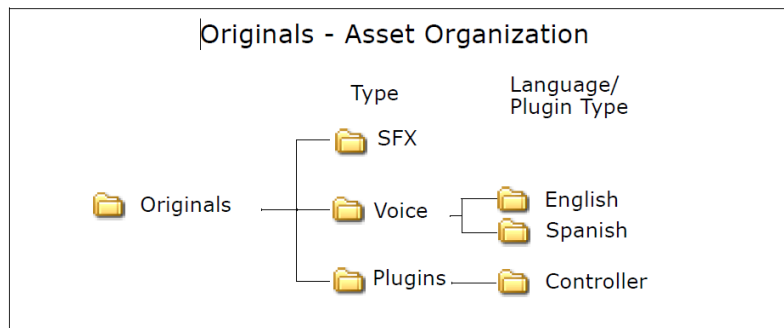 Originals - Asset Organization
Type
Language/
Plugin Type
SFX
Originals
Voice
English
Spanish
Plugins
Controller